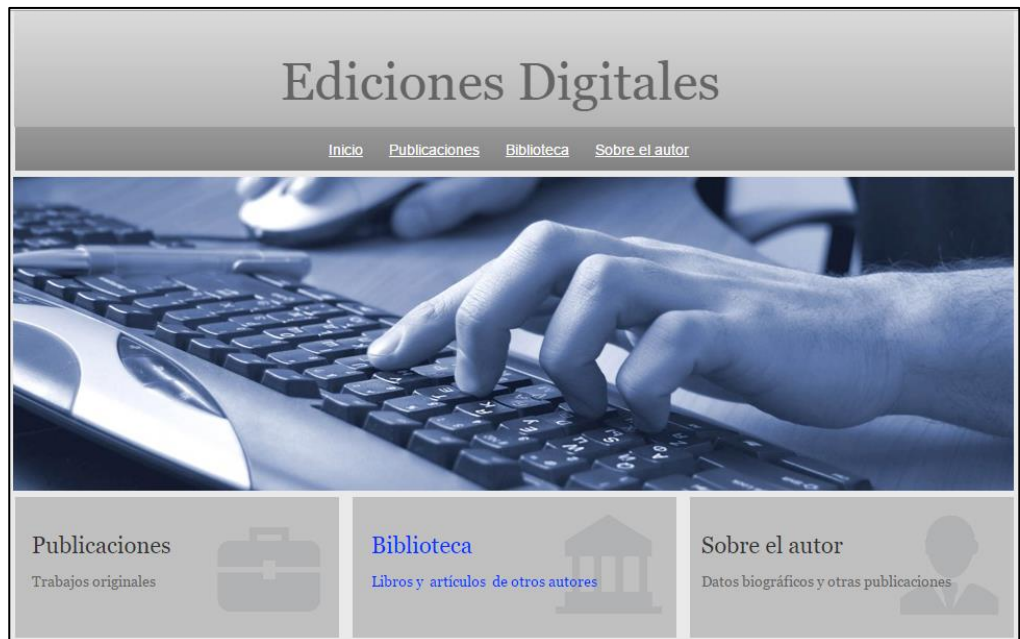 Ediciones Digitales
Inicio Publicaciones Biblioteca Sobre el autor
Publicaciones
Trabajos originales
Biblioteca
Libros y artículos de otros autores
Sobre el autor
Datos biográficos y otras publicaciones